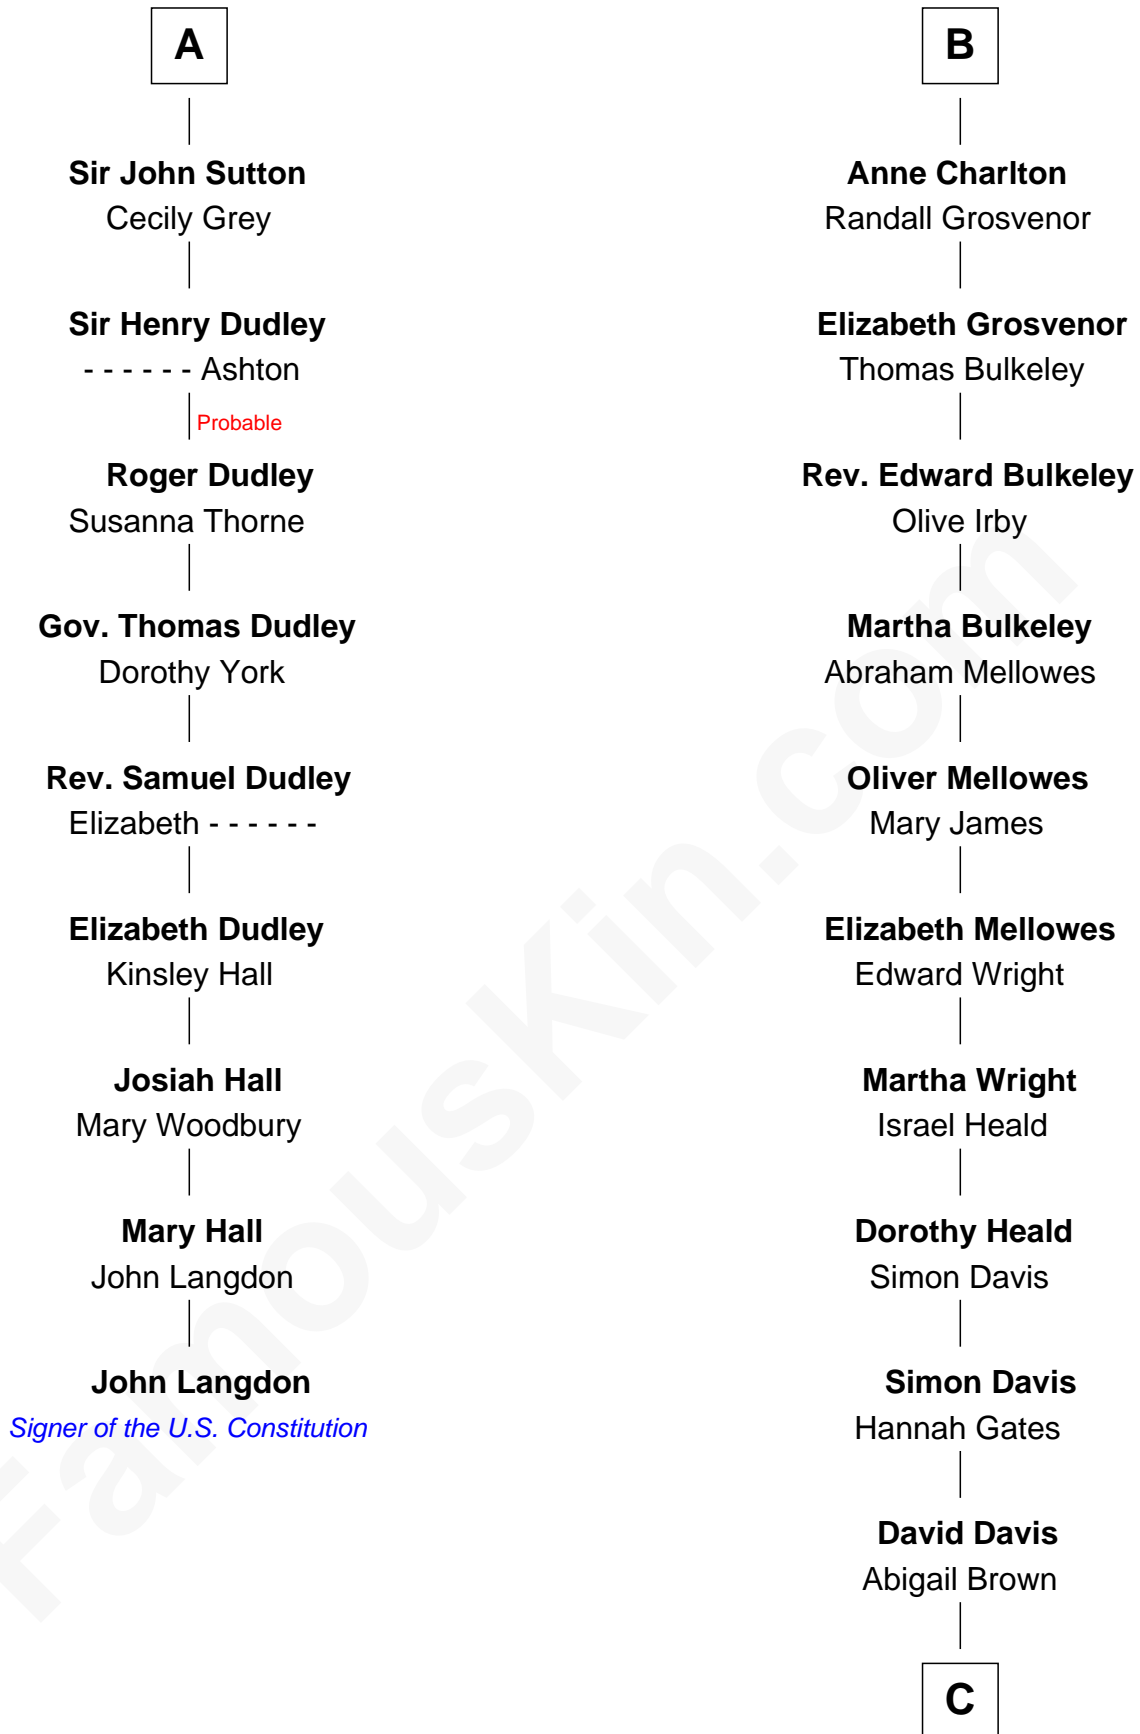 A
Sir John Sutton
Cecily Grey
Sir Henry Dudley
- - - - - - Ashton
Probable
Roger Dudley
Susanna Thorne
Gov. Thomas Dudley
Dorothy York
Rev. Samuel Dudley
Elizabeth - - - - - -
Elizabeth Dudley
Kinsley Hall
Josiah Hall
Mary Woodbury
Mary Hall
John Langdon
John Langdon
Signer of the U.S. Constitution
B
Anne Charlton
Randall Grosvenor
Elizabeth Grosvenor
Thomas Bulkeley
Rev. Edward Bulkeley
Olive Irby
Martha Bulkeley
Abraham Mellowes
Oliver Mellowes
Mary James
Elizabeth Mellowes
Edward Wright
Martha Wright
Israel Heald
Dorothy Heald
Simon Davis
Simon Davis
Hannah Gates
David Davis
Abigail Brown
C
FamousKin.com